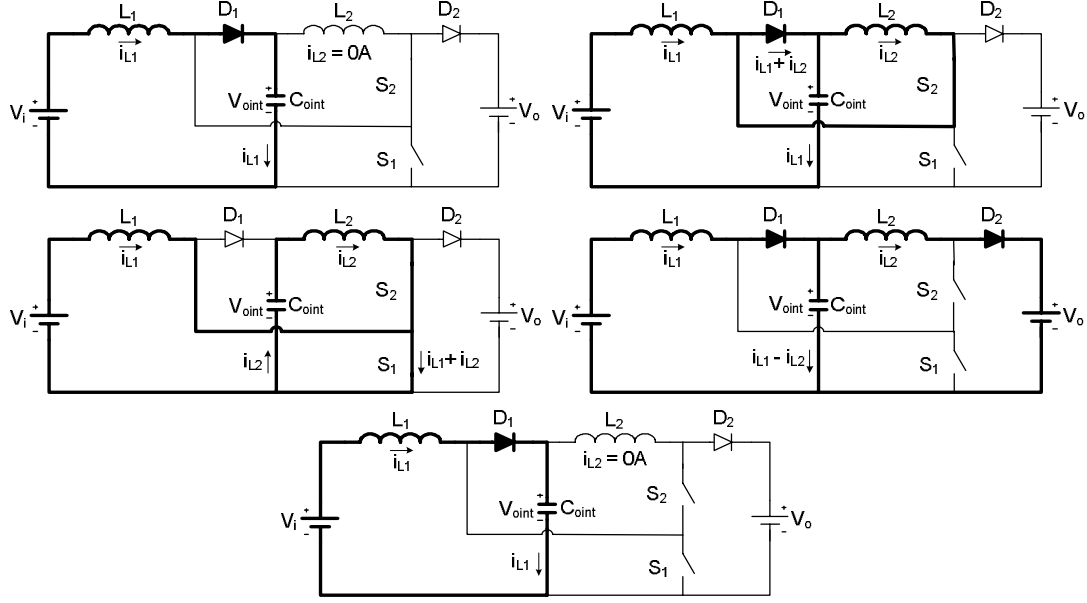 L1 D1 L2 D2
iL1 iL2 = 0A
S2
Vi + - Voint + - Coint Vo + -
iL1 S1
L1 D1 L2 D2
iL1 iL1+ iL2 iL2
S2
Vi + - Voint + - Coint Vo + -
iL1 S1
L1 D1 L2 D2
iL1 iL2
S2
Vi + - Voint + - Coint Vo + -
iL2 S1 iL1+ iL2
L1 D1 L2 D2
iL1 iL2
S2
Vi + - Voint + - Coint Vo + -
iL1 - iL2 S1
L1 D1 L2 D2
iL1 iL2 = 0A
S2
Vi + - Voint + - Coint Vo + -
iL1 S1